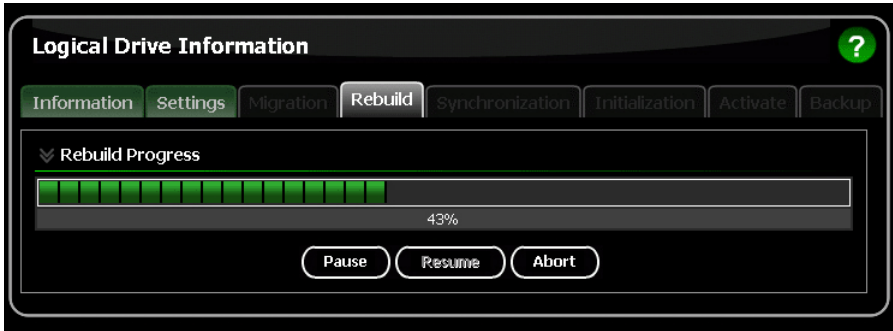 Logical Drive Information
?
Information Settings Migration Rebuild Synchronization Initialization Activate Backup
Rebuild Progress
43%
Pause Resume Abort